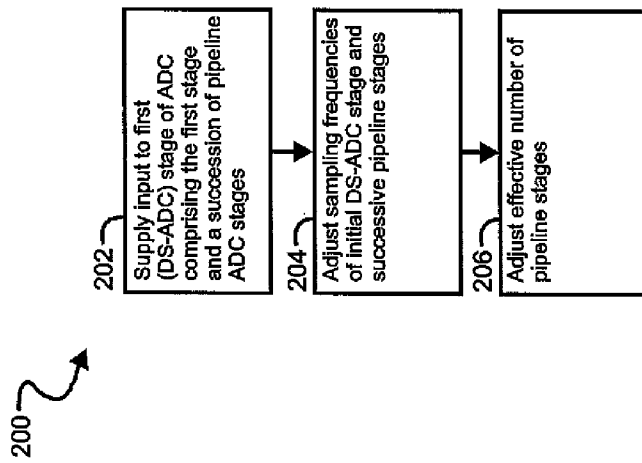 200
202
Supply input to first
(DS-ADC) stage of ADC
comprising the first stage
and a succession of pipeline
ADC stages
204
Adjust sampling frequencies
of initial DS-ADC stage and
successive pipeline stages
206
Adjust effective number of
pipeline stages